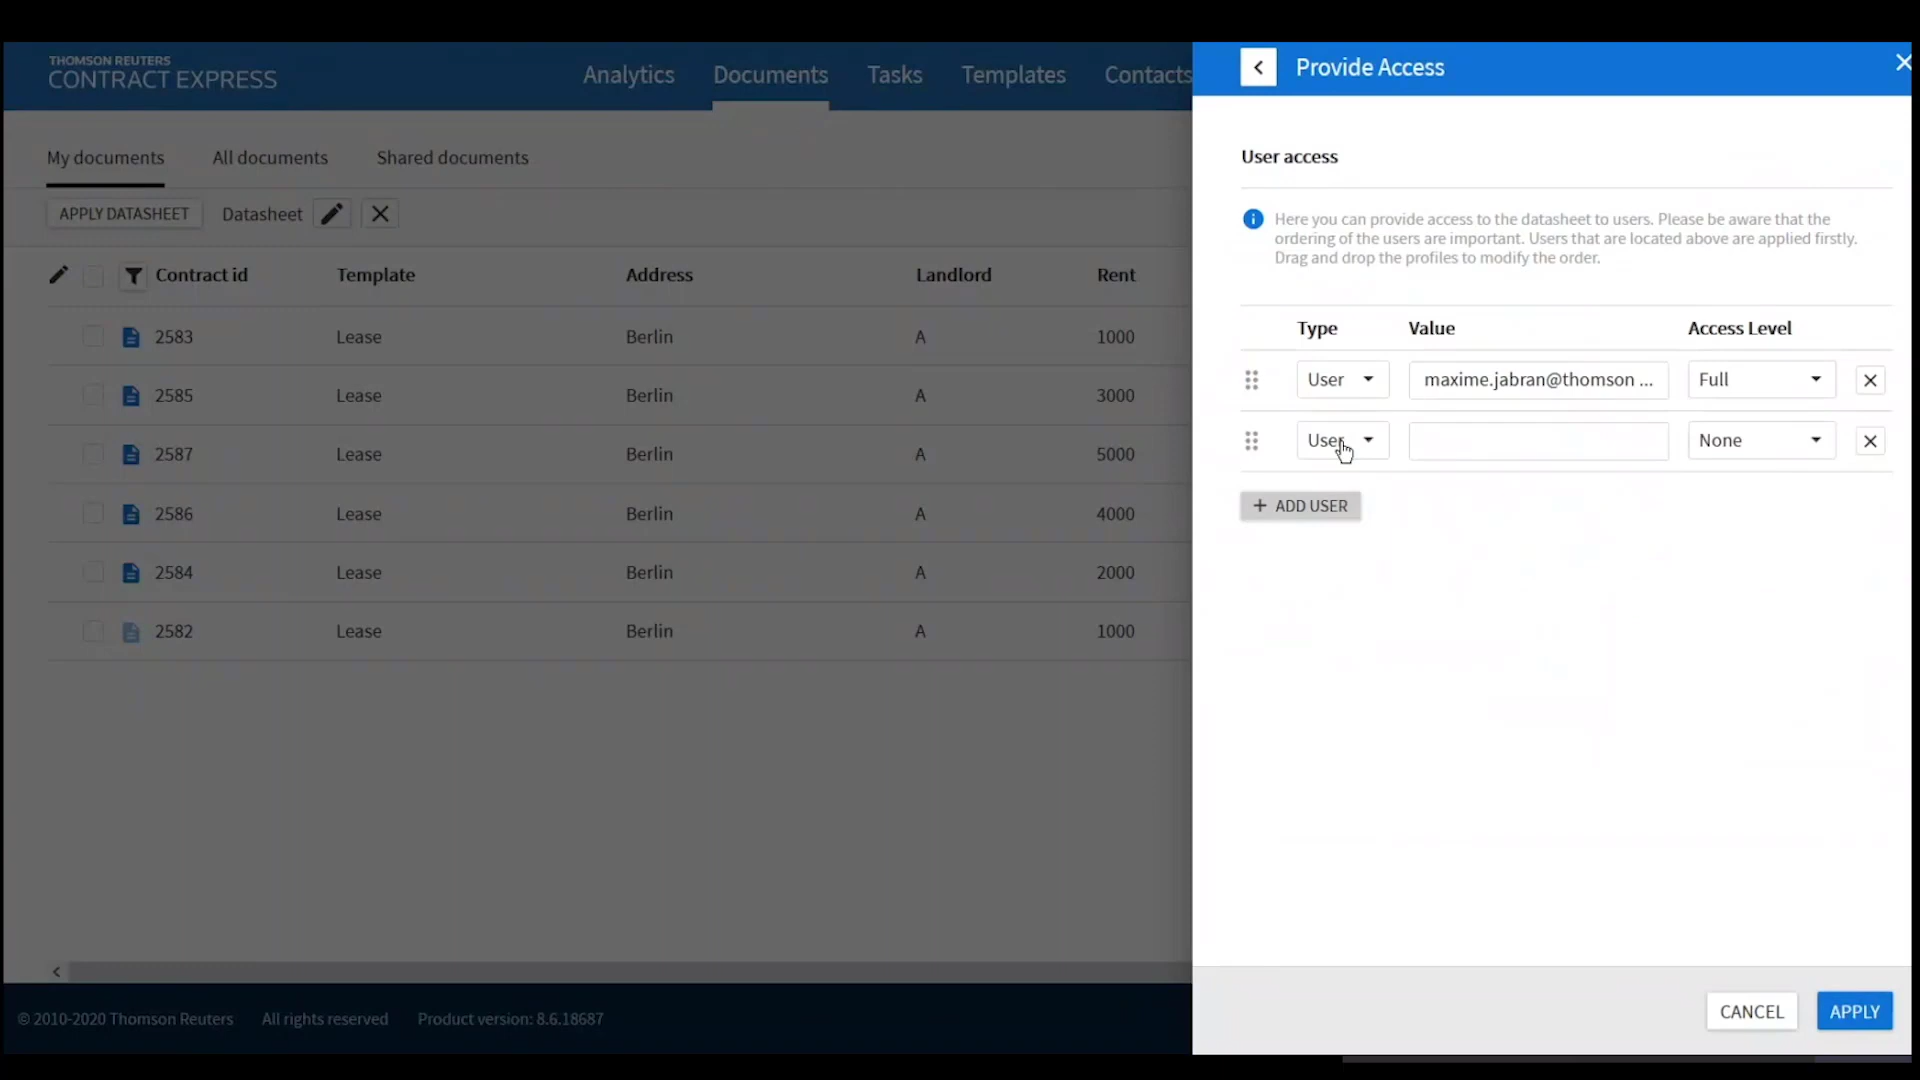 THOMSON REUTERS
CONTRACT EXPRESS
Analytics
Documents
Tasks
Templates
Contacts
My documents
All documents
Shared documents
APPLY DATASHEET
Datasheet
Contract id Template Address Landlord Rent
2583 Lease Berlin A 1000
2585 Lease Berlin A 3000
2587 Lease Berlin A 5000
2586 Lease Berlin A 4000
2584 Lease Berlin A 2000
2582 Lease Berlin A 1000
© 2010-2020 Thomson Reuters
All rights reserved
Product version: 8.6.18687
Provide Access
User access
Here you can provide access to the datasheet to users. Please be aware that the
ordering of the users are important. Users that are located above are applied firstly.
Drag and drop the profiles to modify the order.
Type Value Access Level
User maxime.jabran@thomson ... Full
User None
+ ADD USER
CANCEL
APPLY